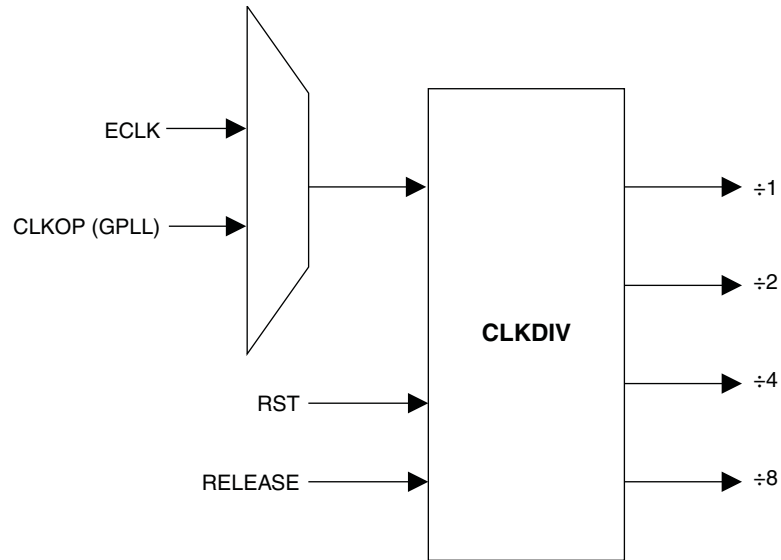 ECLK
CLKOP (GPLL)
RST
RELEASE
CLKDIV
÷1
÷2
÷4
÷8